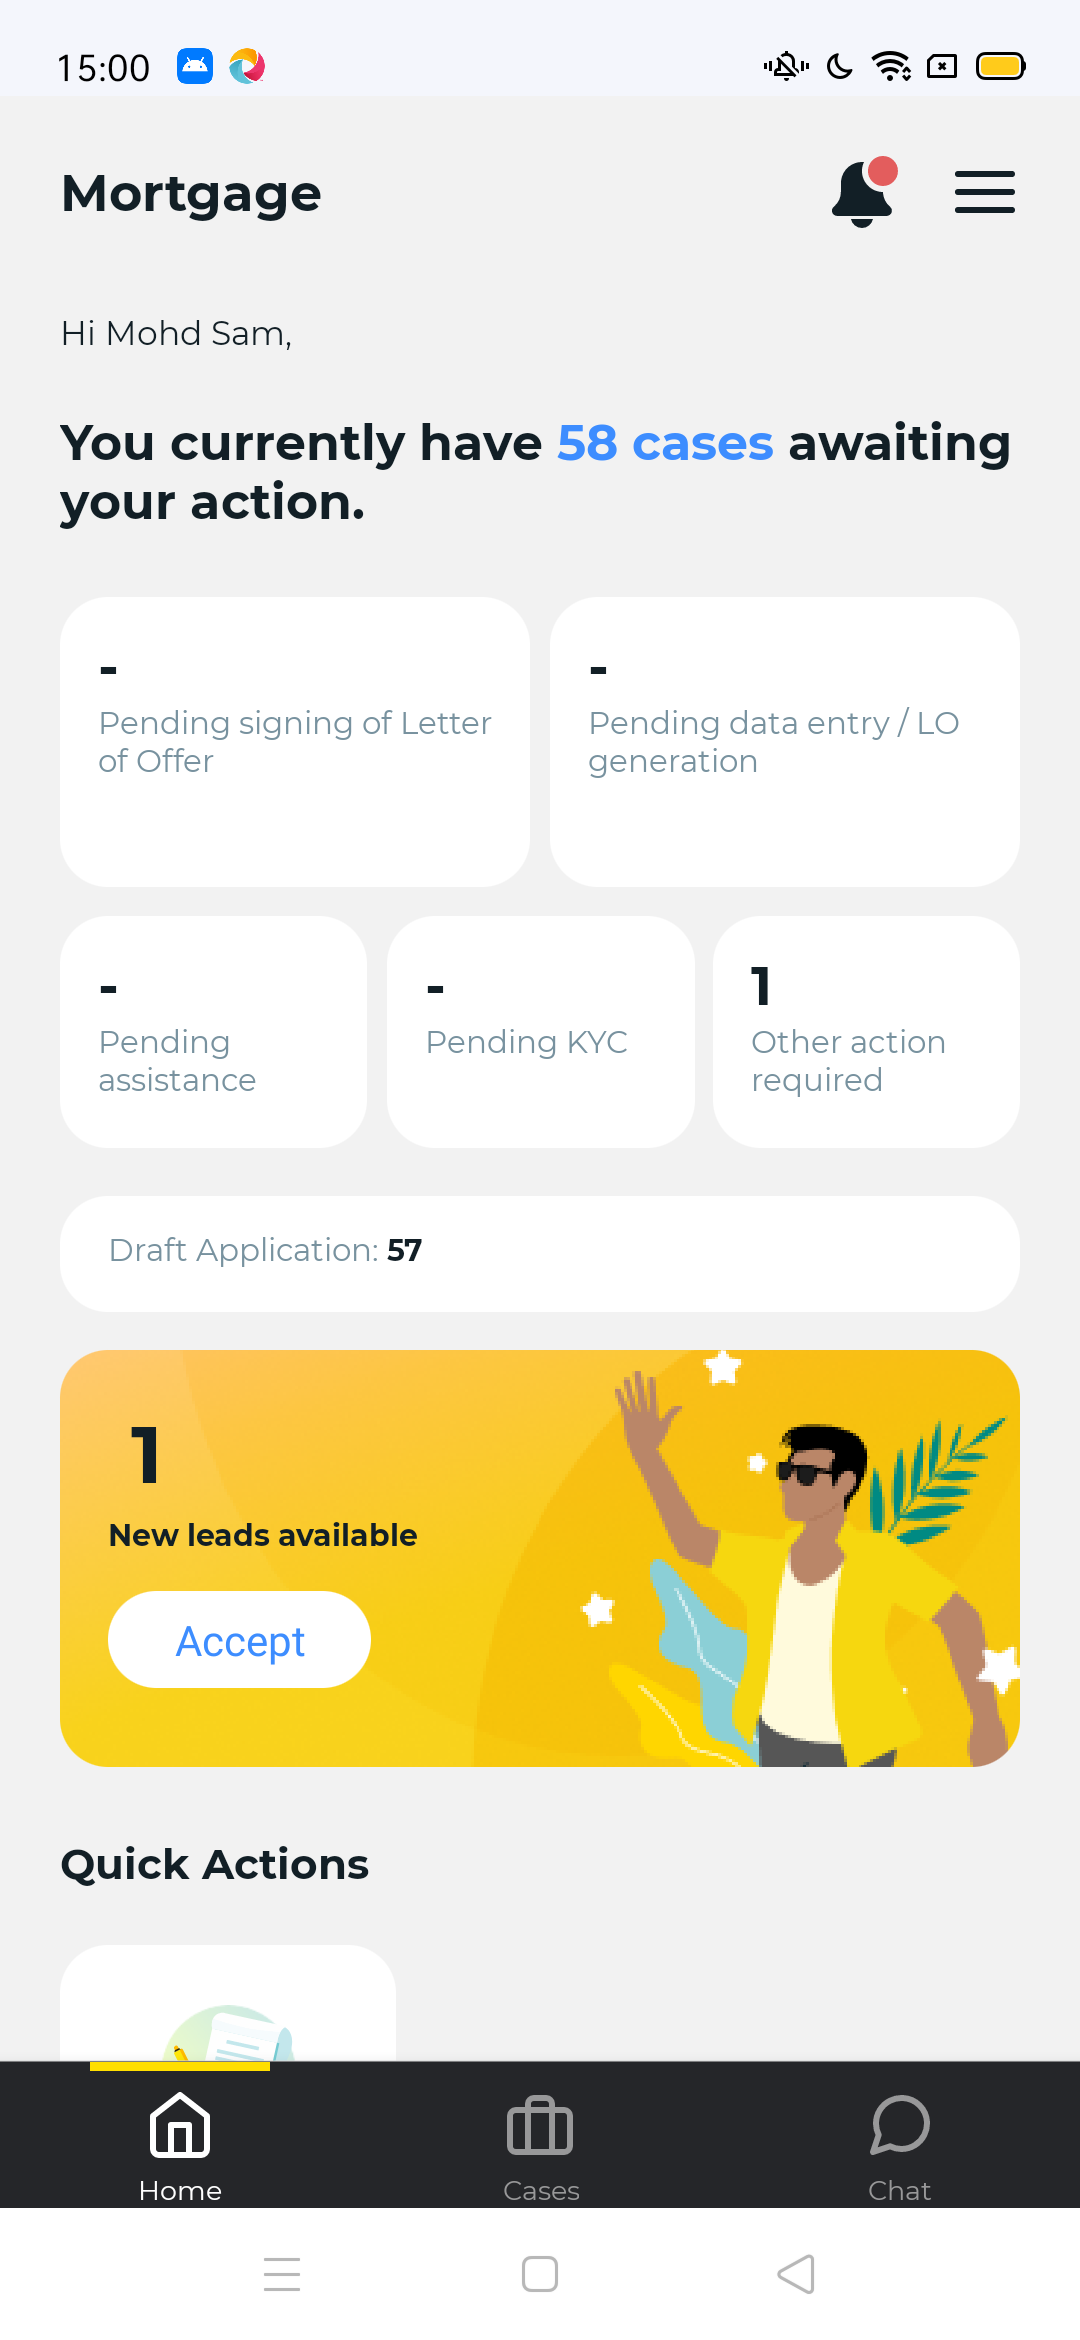 15:00
Mortgage
Hi Mohd Sam,
You currently have 58 cases awaiting
your action.
-
Pending signing of Letter
of Offer
-
Pending data entry / LO
generation
-
Pending
assistance
-
Pending KYC
1
Other action
required
Draft Application: 57
1
New leads available
Accept
Quick Actions
Home
Cases
Chat